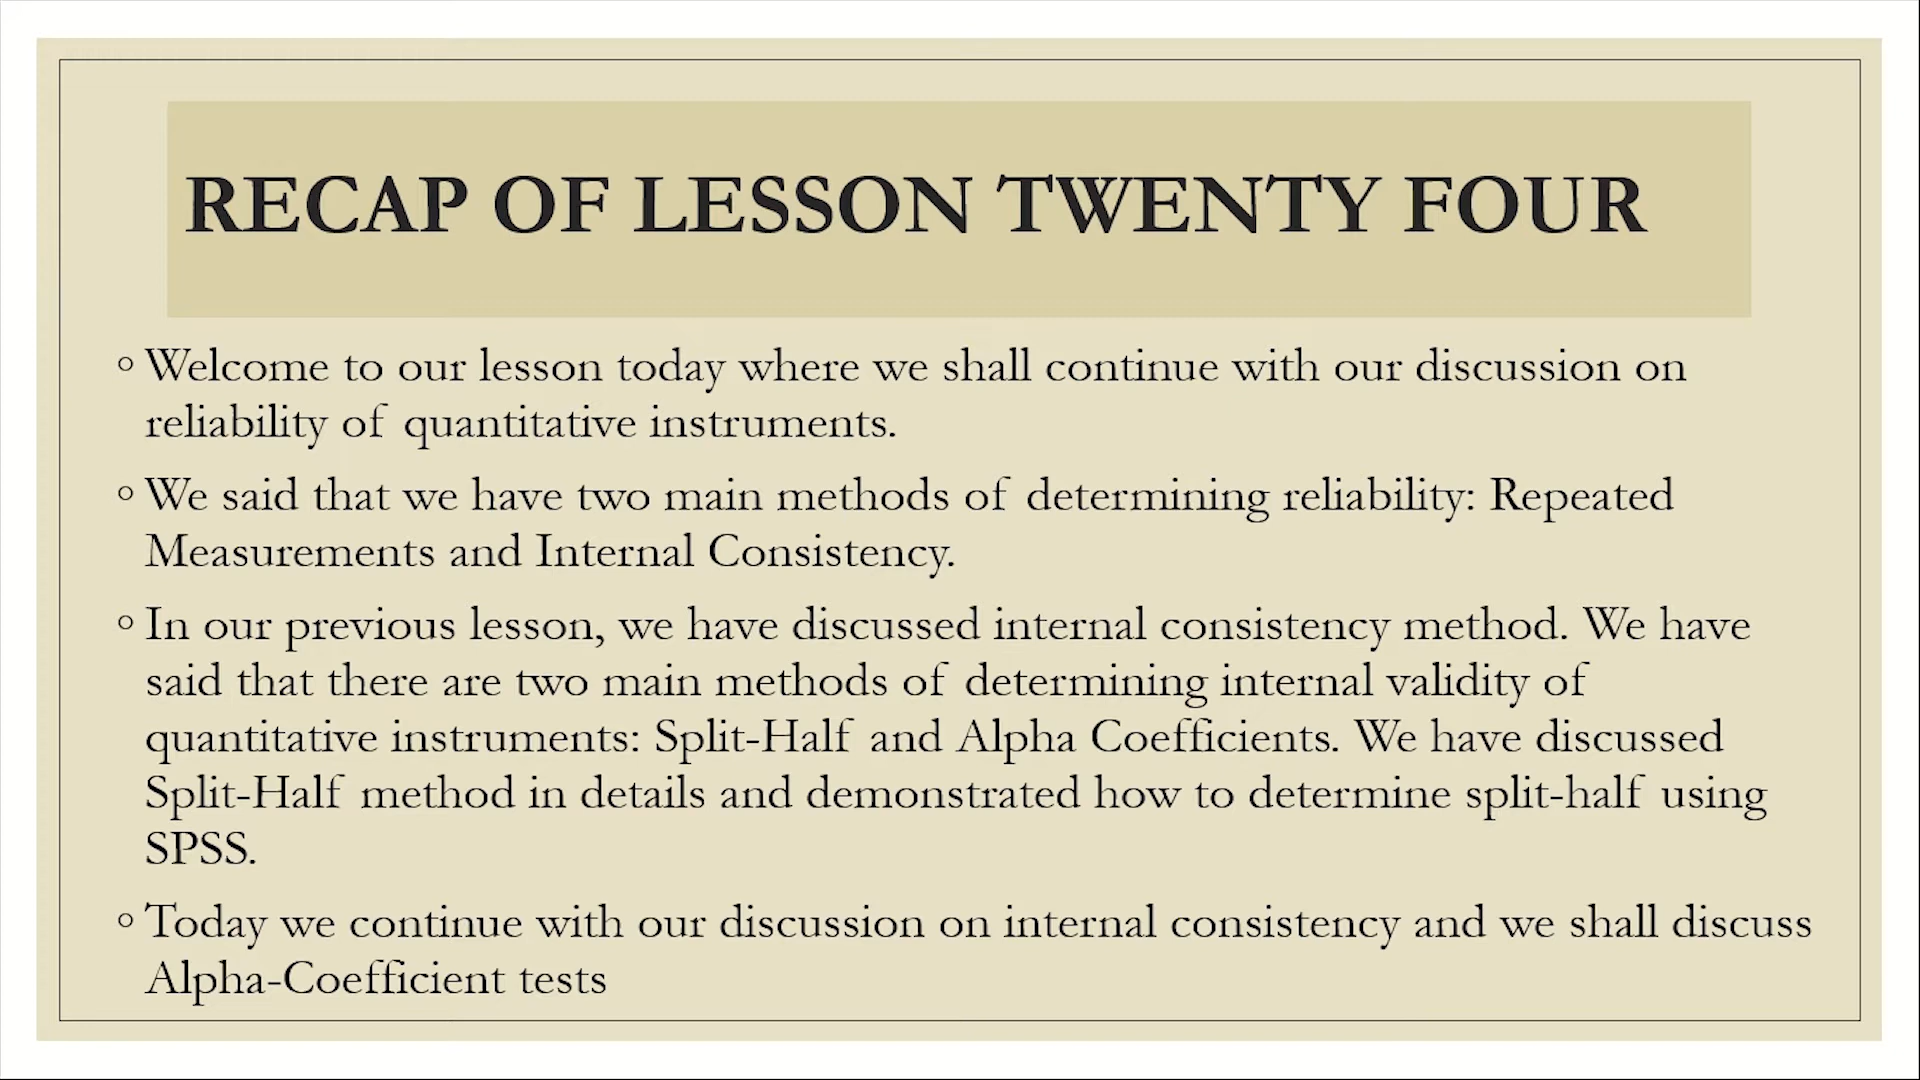 RECAP OF LESSON TWENTY FOUR
◦ Welcome to our lesson today where we shall continue with our discussion on
reliability of quantitative instruments.
◦ We said that we have two main methods of determining reliability: Repeated
Measurements and Internal Consistency.
◦ In our previous lesson, we have discussed internal consistency method. We have
said that there are two main methods of determining internal validity of
quantitative instruments: Split-Half and Alpha Coefficients. We have discussed
Split-Half method in details and demonstrated how to determine split-half using
SPSS.
◦ Today we continue with our discussion on internal consistency and we shall discuss
Alpha-Coefficient tests